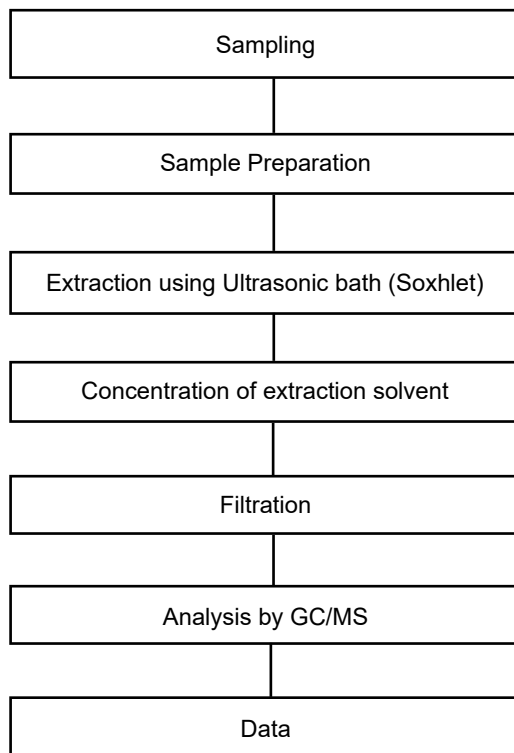 Sampling
Sample Preparation
Extraction using Ultrasonic bath (Soxhlet)
Concentration of extraction solvent
Filtration
Analysis by GC/MS
Data